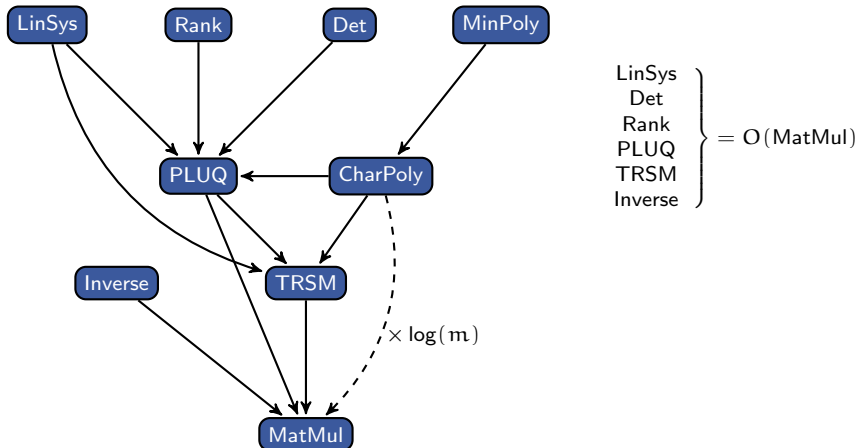 LinSys
Rank
Det
MinPoly
PLUQ
CharPoly
Inverse
TRSM
× log(m)
MatMul
LinSys
Det
Rank
PLUQ
TRSM
Inverse
= O(MatMul)